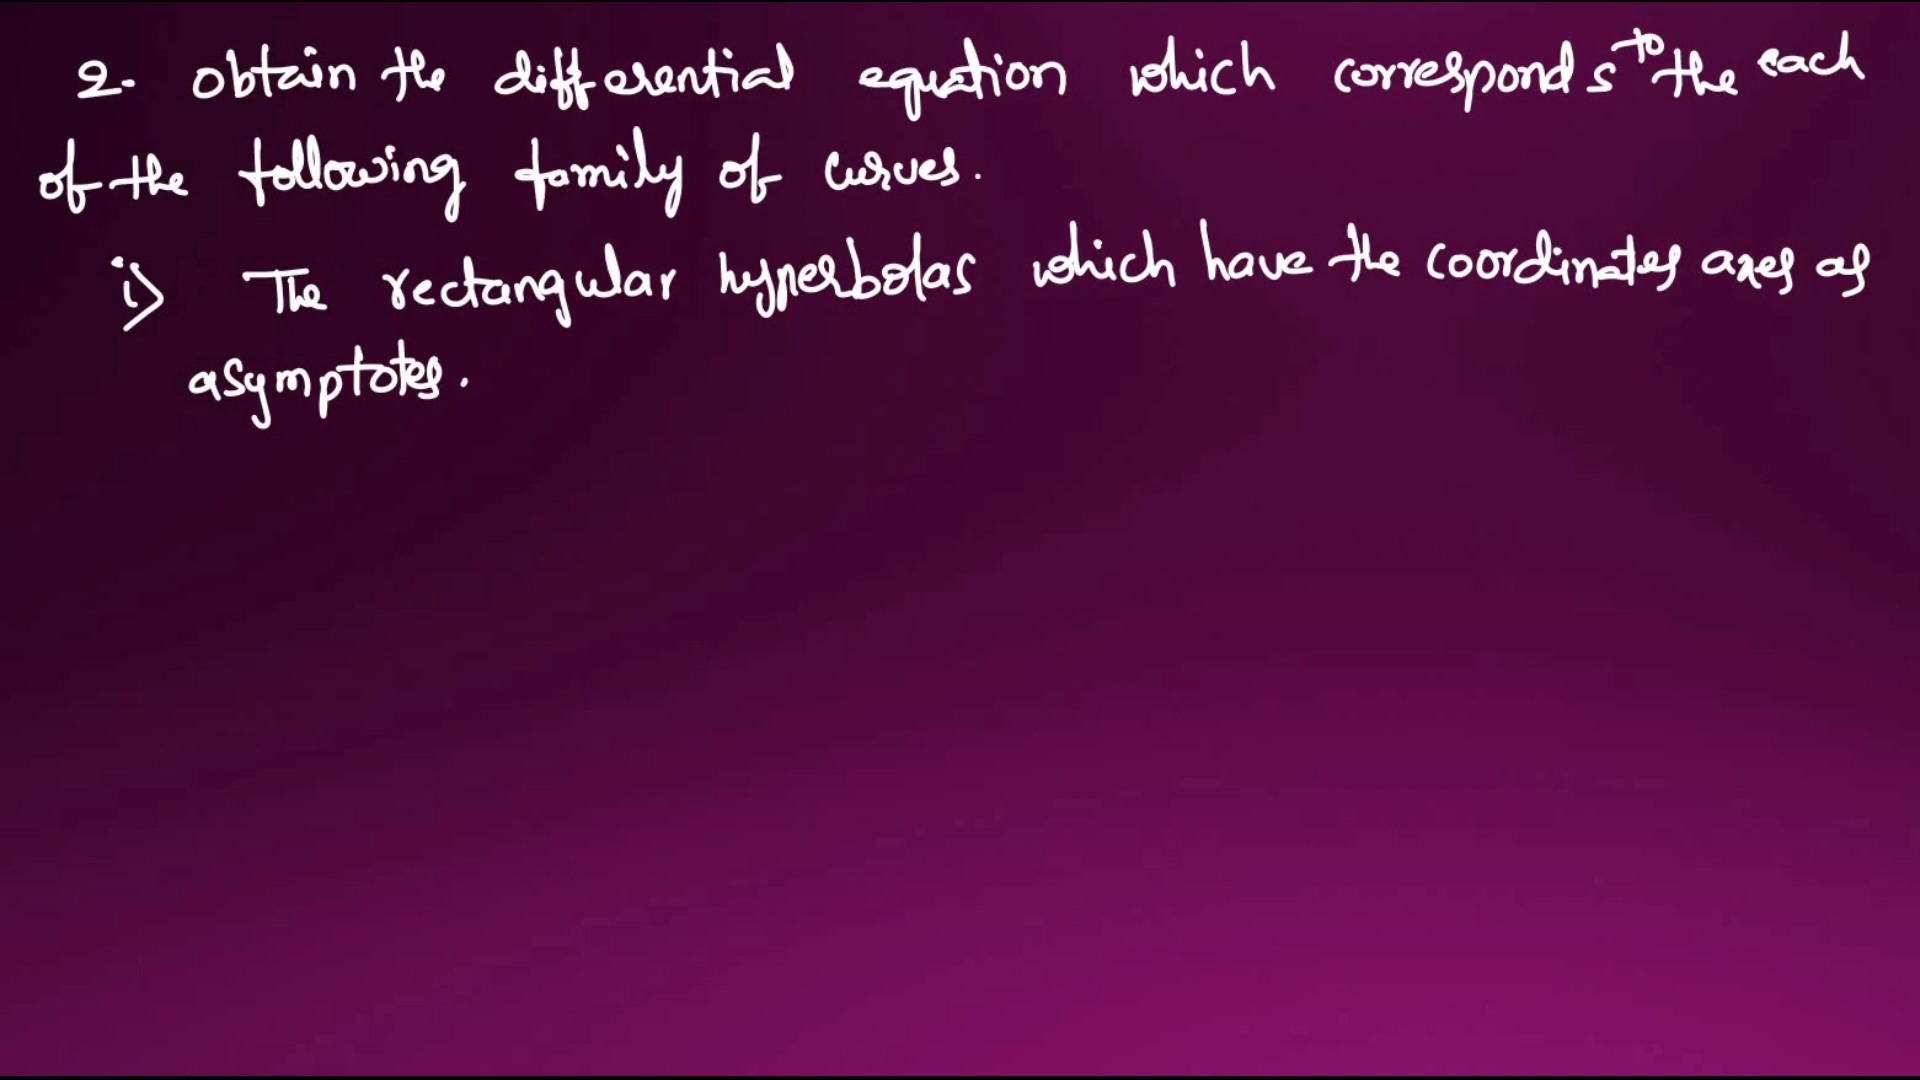 2. obtain the differential equation which corresponds to the each
of the following family of curves.
i) The rectangular hyperbolas which have the coordinates axes as
asymptotes.